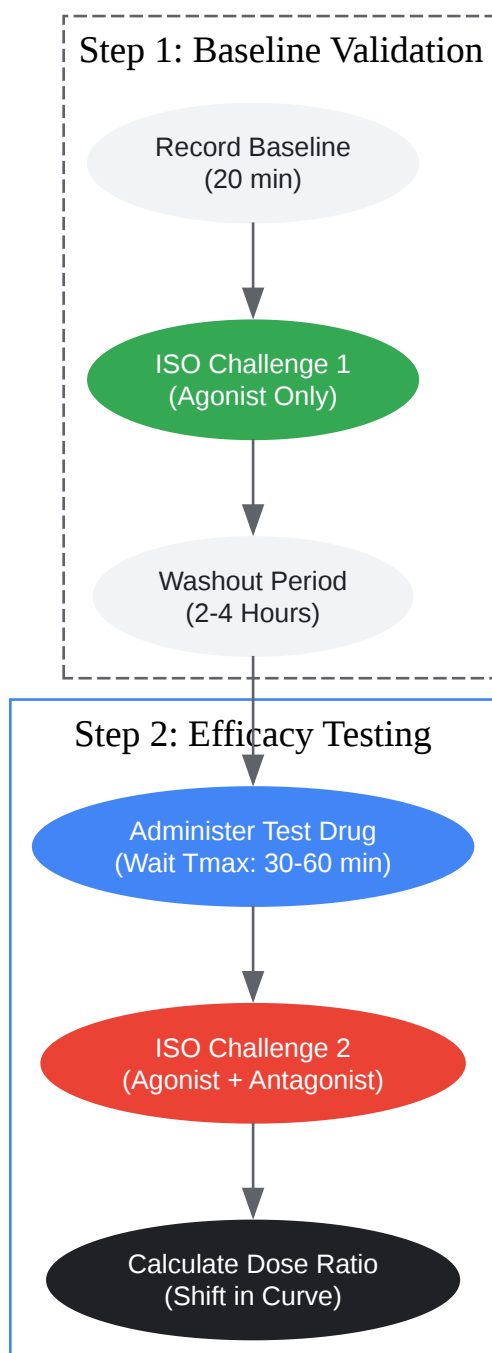 Step 1: Baseline Validation
Record Baseline
(20 min)
ISO Challenge 1
(Agonist Only)
Washout Period
(2-4 Hours)
Step 2: Efficacy Testing
Administer Test Drug
(Wait Tmax: 30-60 min)
ISO Challenge 2
(Agonist + Antagonist)
Calculate Dose Ratio
(Shift in Curve)